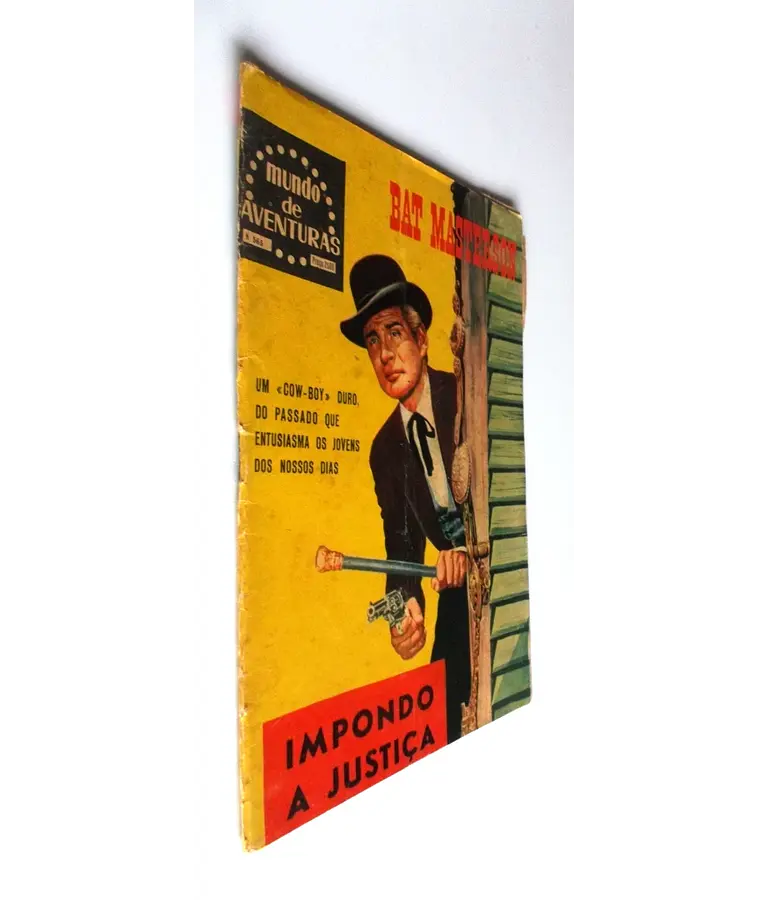 mundo
de
AVENTURAS
BAT MASTERSON
UM «COW-BOY» DURO,
DO PASSADO QUE
ENTUSIASMA OS JOVENS
DOS NOSSOS DIAS
IMPONDO
A JUSTIÇA